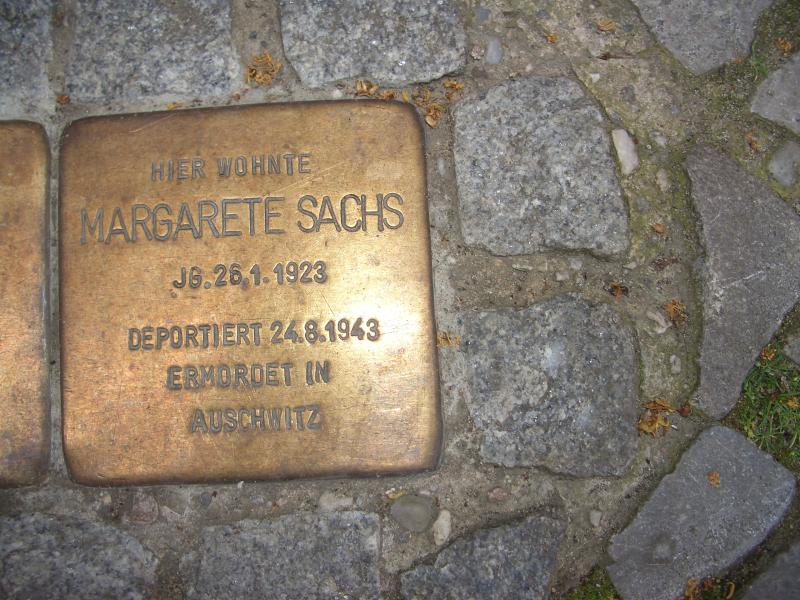 HIER WOHNTE
MARGARETE SACHS
JG. 26.1.1923
DEPORTIERT 24.8.1943
ERMORDET IN
AUSCHWITZ